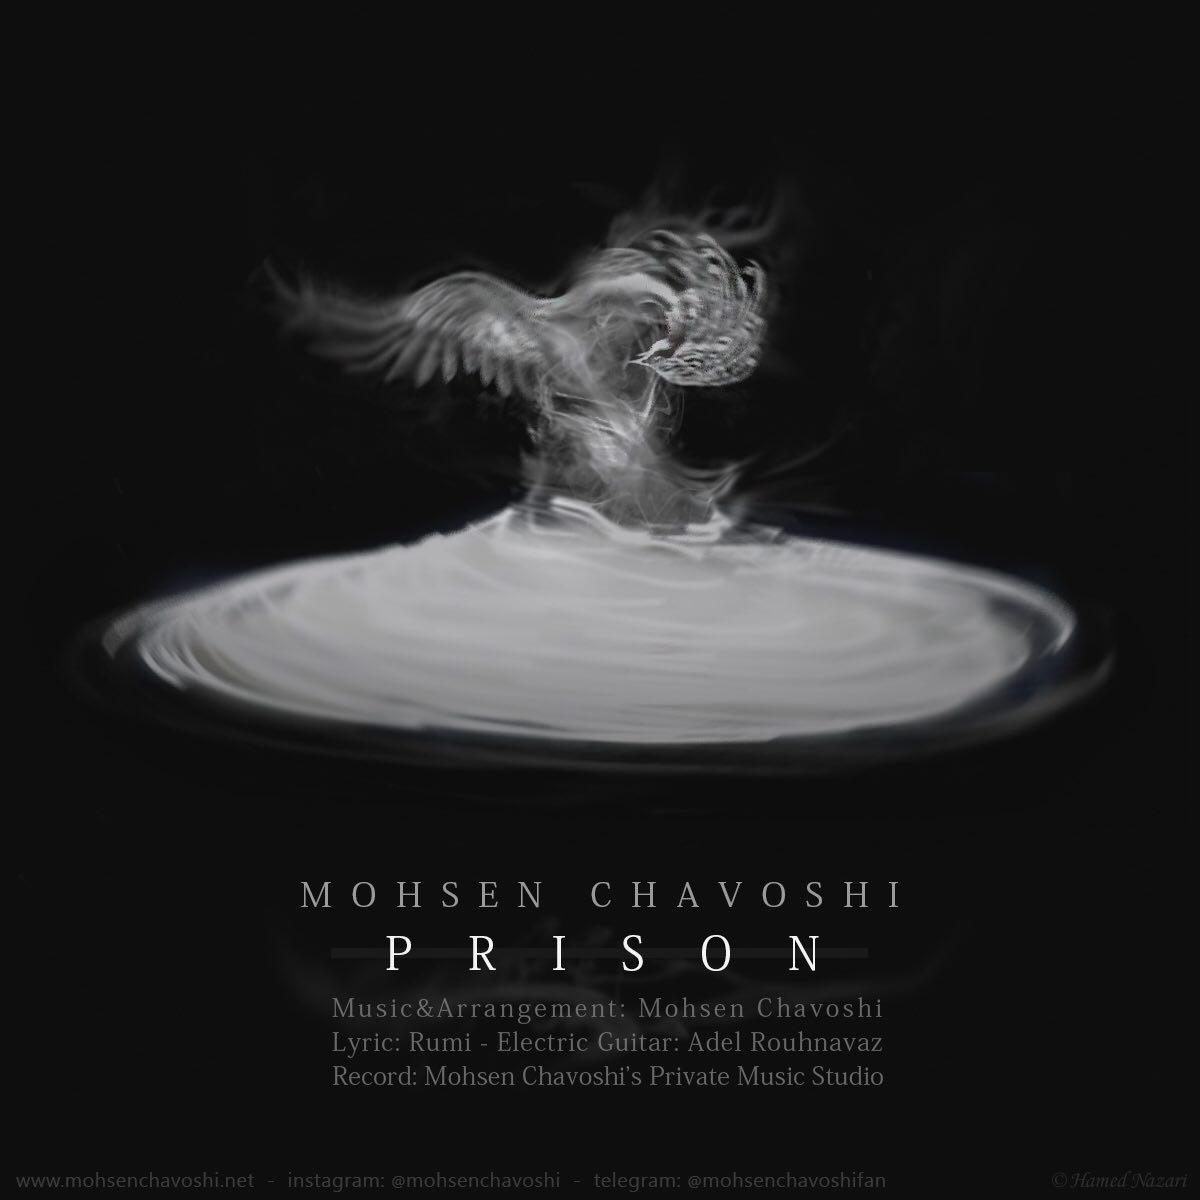 MOHSEN CHAVOSHI
PRISON
Music&Arrangement: Mohsen Chavoshi
Lyric: Rumi - Electric Guitar: Adel Rouhnavaz
Record: Mohsen Chavoshi's Private Music Studio
www.mohsenchavoshi.net - instagram: @mohsenchavoshi - telegram: @mohsenchavoshifan
©Hamed Nazari